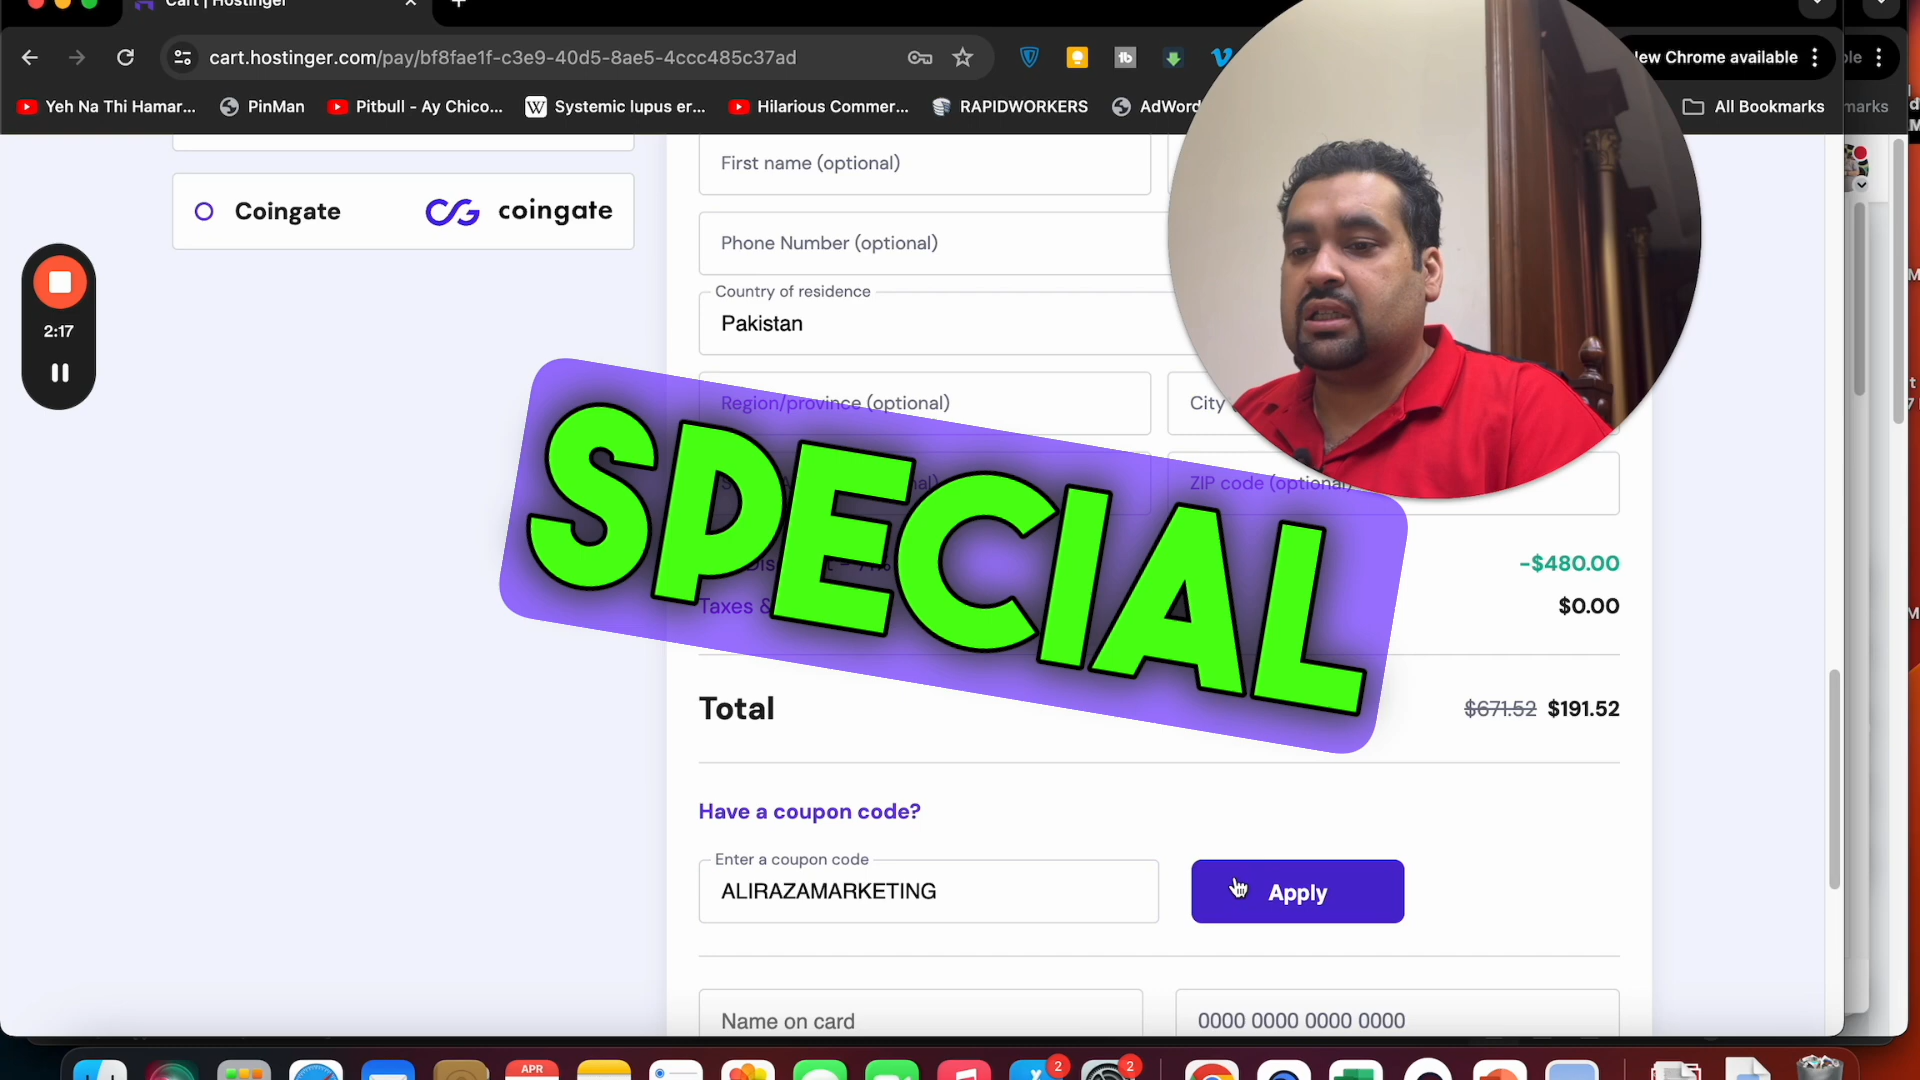 Cart | Hostinger
cart.hostinger.com/pay/bf8fae1f-c3e9-40d5-8ae5-4ccc485c37ad
New Chrome available
Yeh Na Thi Hamar...
PinMan
Pitbull - Ay Chico...
Systemic lupus er...
Hilarious Commer...
RAPIDWORKERS
All Bookmarks
First name (optional)
Coingate
coingate
Phone Number (optional)
2:17
Country of residence
Pakistan
Region/province (optional)
City
ZIP code (optional)
SPECIAL
-$480.00
Taxes &
$0.00
Total
$671.52 $191.52
Have a coupon code?
Enter a coupon code
ALIRAZAMARKETING
Apply
Name on card
0000 0000 0000 0000
APR
2
2